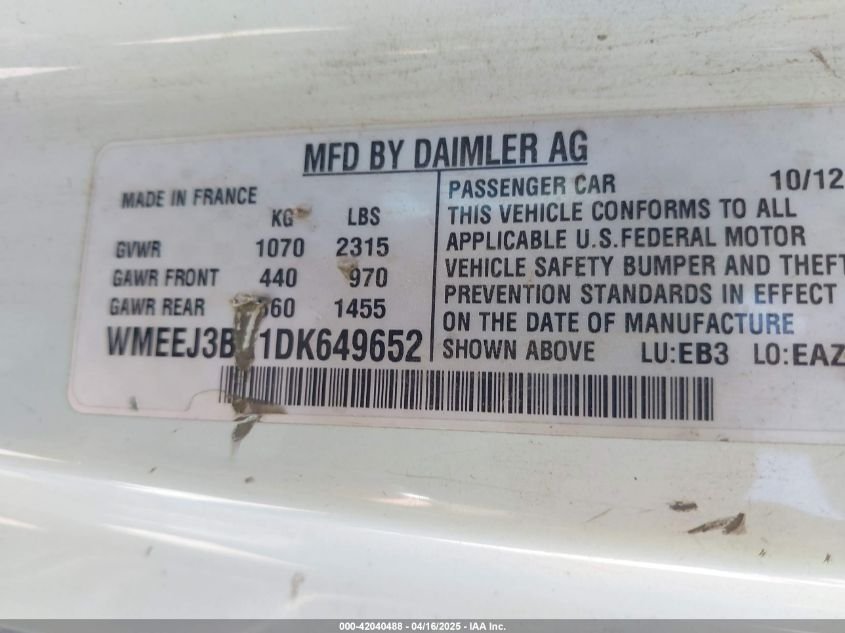 MFD BY DAIMLER AG
MADE IN FRANCE
KG LBS
GVWR 1070 2315
GAWR FRONT 440 970
GAWR REAR 1455
PASSENGER CAR 10/12
THIS VEHICLE CONFORMS TO ALL
APPLICABLE U.S.FEDERAL MOTOR
VEHICLE SAFETY BUMPER AND THEFT
PREVENTION STANDARDS IN EFFECT
ON THE DATE OF MANUFACTURE
SHOWN ABOVE LU:EB3 LO:EAZ
000-42040488 - 04/16/2025 - IAA Inc.